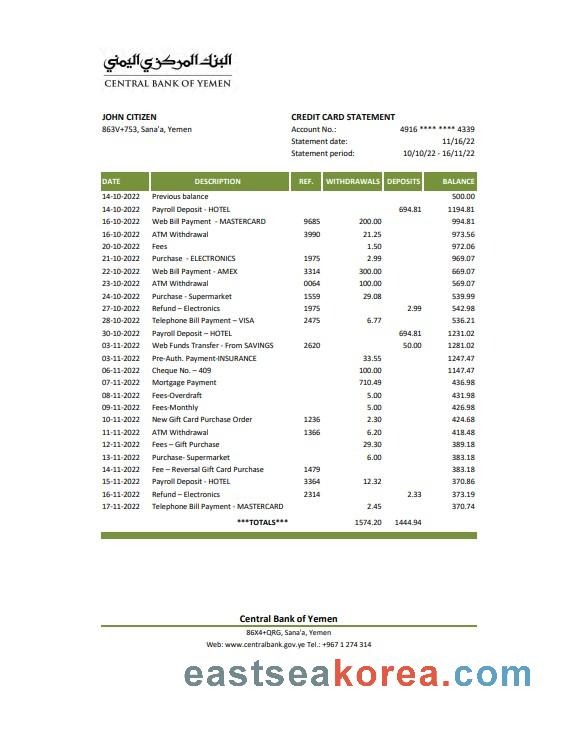 البنك المركزي اليمني
CENTRAL BANK OF YEMEN
JOHN CITIZEN
863V+753, Sana'a, Yemen
CREDIT CARD STATEMENT
Account No.: 4916 **** **** 4339
Statement date: 11/16/22
Statement period: 10/10/22 - 16/11/22
DATE DESCRIPTION REF. WITHDRAWALS DEPOSITS BALANCE
14-10-2022 Previous balance 500.00
14-10-2022 Payroll Deposit - HOTEL 694.81 1194.81
16-10-2022 Web Bill Payment - MASTERCARD 9685 200.00 994.81
16-10-2022 ATM Withdrawal 3990 21.25 973.56
20-10-2022 Fees 1.50 972.06
21-10-2022 Purchase - ELECTRONICS 1975 2.99 969.07
22-10-2022 Web Bill Payment - AMEX 3314 300.00 669.07
23-10-2022 ATM Withdrawal 0064 100.00 569.07
24-10-2022 Purchase - Supermarket 1559 29.08 539.99
27-10-2022 Refund – Electronics 1975 2.99 542.98
28-10-2022 Telephone Bill Payment – VISA 2475 6.77 536.21
30-10-2022 Payroll Deposit – HOTEL 694.81 1231.02
03-11-2022 Web Funds Transfer - From SAVINGS 2620 50.00 1281.02
03-11-2022 Pre-Auth. Payment-INSURANCE 33.55 1247.47
06-11-2022 Cheque No. – 409 100.00 1147.47
07-11-2022 Mortgage Payment 710.49 436.98
08-11-2022 Fees-Overdraft 5.00 431.98
09-11-2022 Fees-Monthly 5.00 426.98
10-11-2022 New Gift Card Purchase Order 1236 2.30 424.68
11-11-2022 ATM Withdrawal 1366 6.20 418.48
12-11-2022 Fees – Gift Purchase 29.30 389.18
13-11-2022 Purchase- Supermarket 6.00 383.18
14-11-2022 Fee – Reversal Gift Card Purchase 1479 383.18
15-11-2022 Payroll Deposit - HOTEL 3364 12.32 370.86
16-11-2022 Refund – Electronics 2314 2.33 373.19
17-11-2022 Telephone Bill Payment - MASTERCARD 2.45 370.74
***TOTALS*** 1574.20 1444.94
Central Bank of Yemen
86X4+QRG, Sana'a, Yemen
Web: www.centralbank.gov.ye Tel.: +967 1 274 314
eastseakorea.com